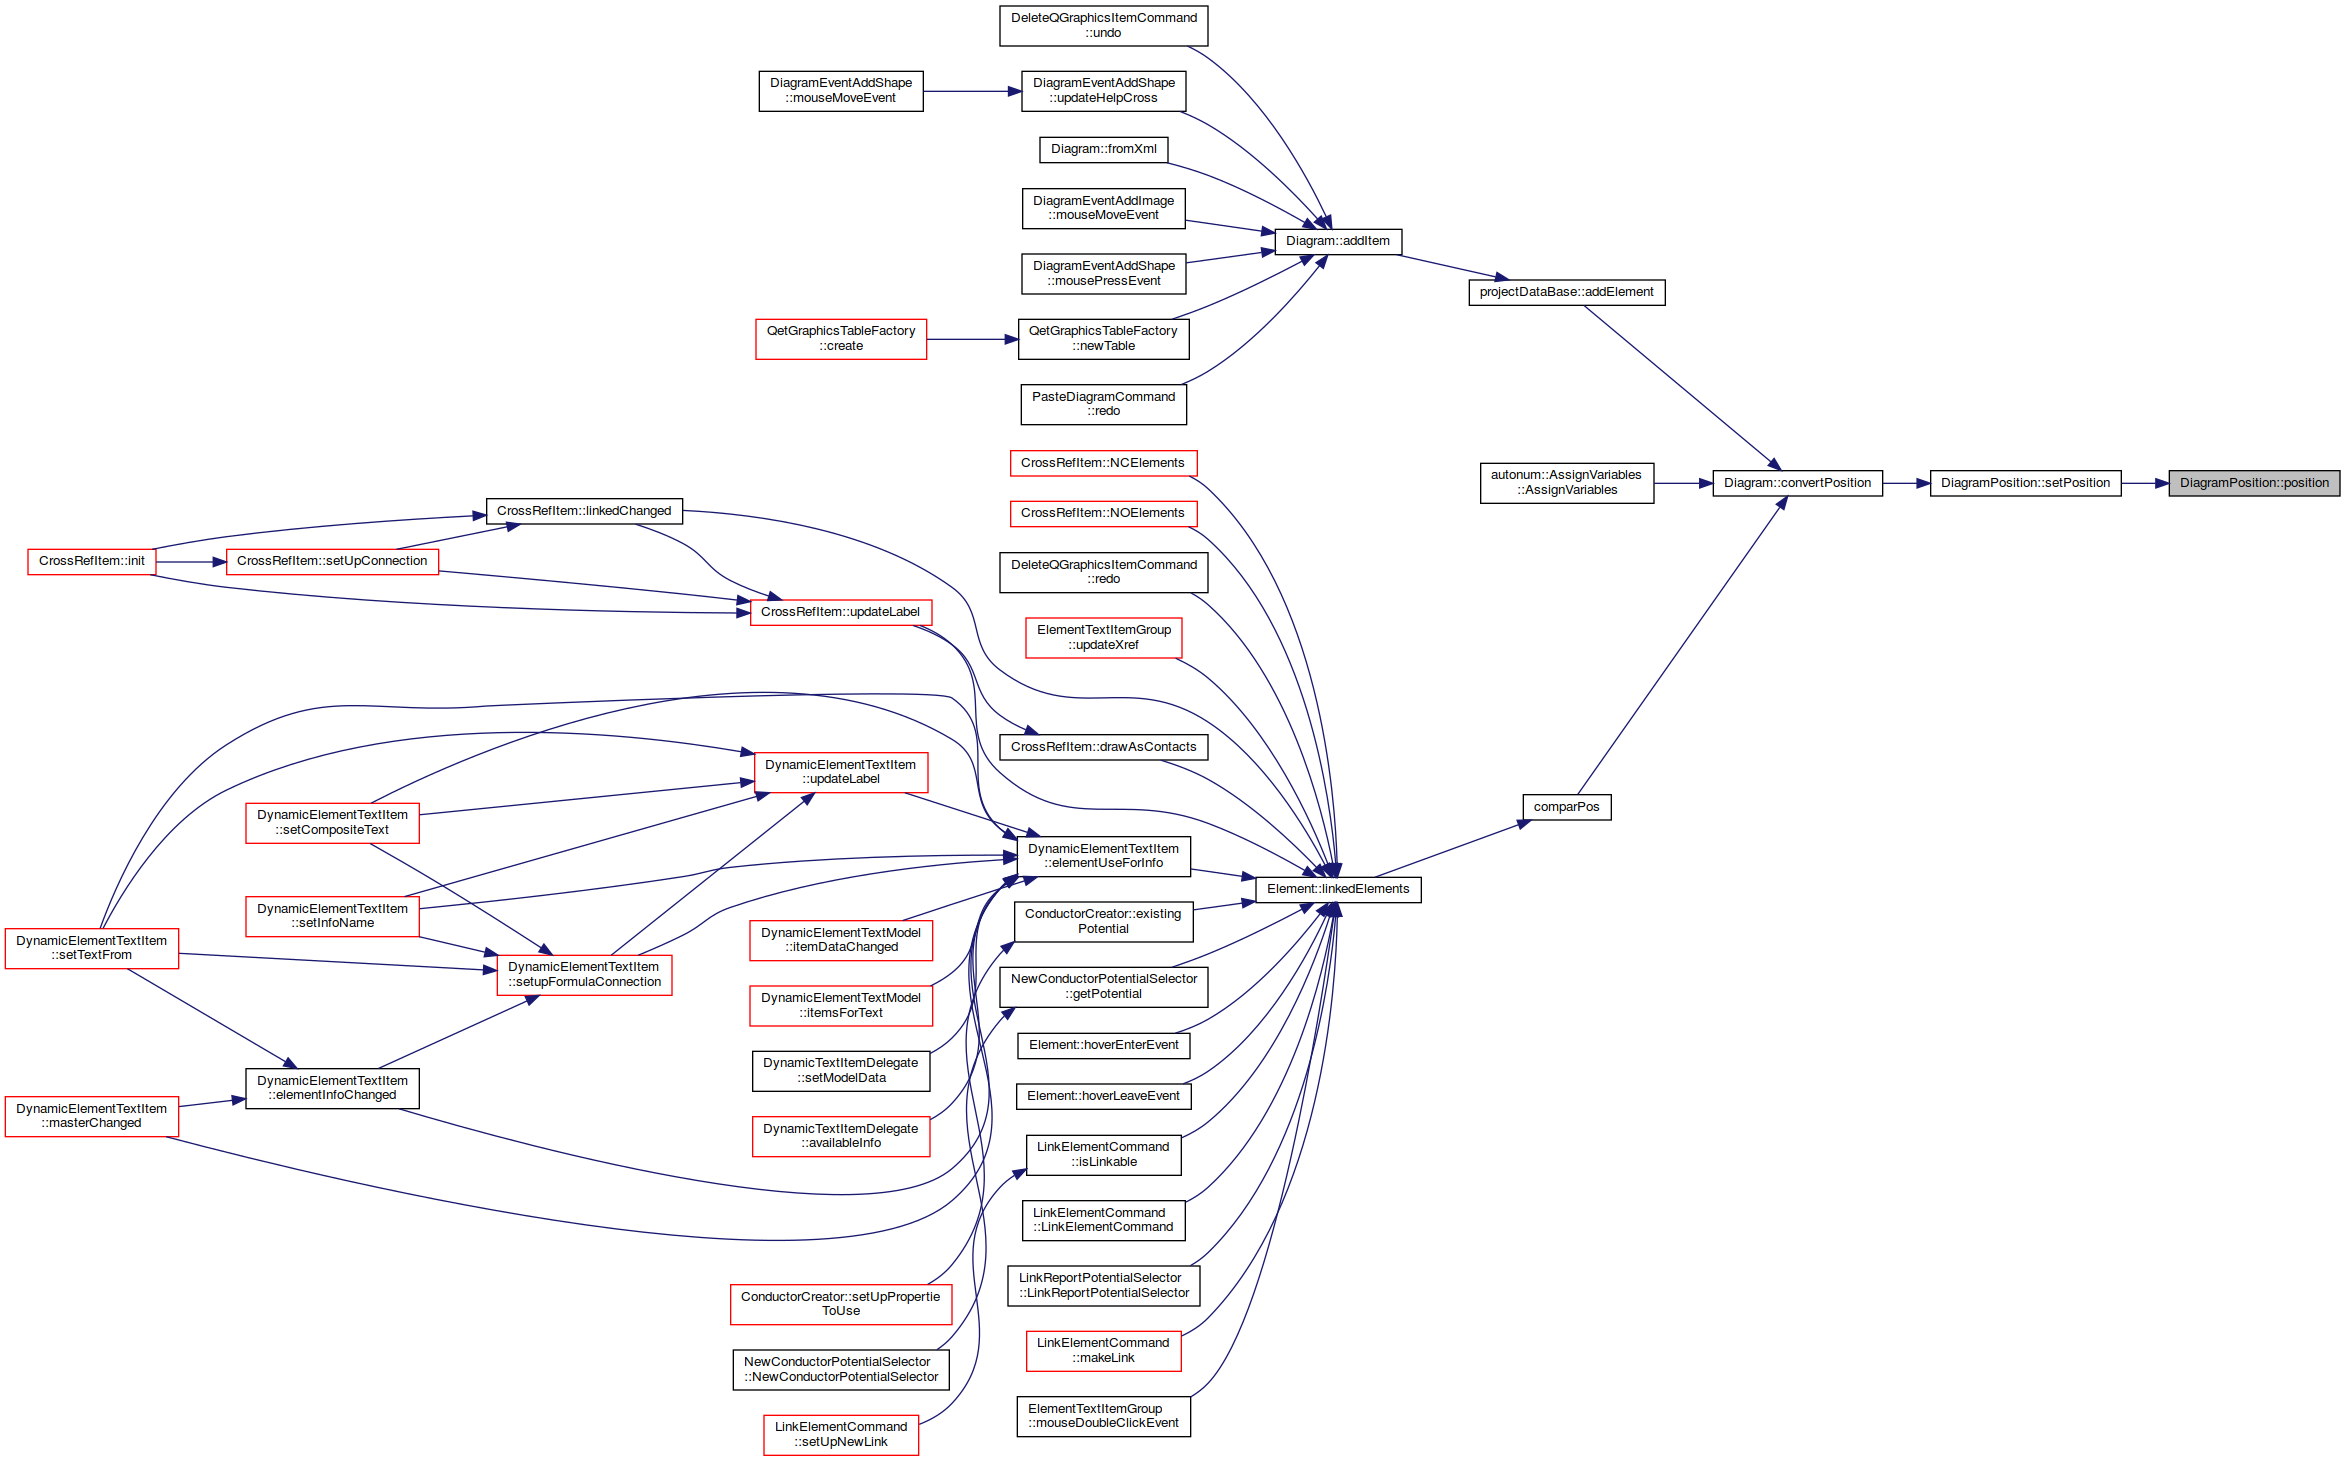 DeleteQGraphicsItemCommand
::undo
DiagramEventAddShape
::mouseMoveEvent
DiagramEventAddShape
::updateHelpCross
Diagram::fromXml
DiagramEventAddImage
::mouseMoveEvent
Diagram::addItem
DiagramEventAddShape
::mousePressEvent
projectDataBase::addElement
QetGraphicsTableFactory
::create
QetGraphicsTableFactory
::newTable
PasteDiagramCommand
::redo
CrossRefItem::NCElements
autonum::AssignVariables
::AssignVariables
Diagram::convertPosition
DiagramPosition::setPosition
DiagramPosition::position
CrossRefItem::linkedChanged
CrossRefItem::NOElements
CrossRefItem::init
CrossRefItem::setUpConnection
DeleteQGraphicsItemCommand
::redo
CrossRefItem::updateLabel
ElementTextItemGroup
::updateXref
CrossRefItem::drawAsContacts
DynamicElementTextItem
::updateLabel
comparPos
DynamicElementTextItem
::setCompositeText
DynamicElementTextItem
::elementUseForInfo
Element::linkedElements
DynamicElementTextItem
::setInfoName
ConductorCreator::existing
Potential
DynamicElementTextModel
::itemDataChanged
DynamicElementTextItem
::setTextFrom
DynamicElementTextItem
::setupFormulaConnection
NewConductorPotentialSelector
::getPotential
DynamicElementTextModel
::itemsForText
Element::hoverEnterEvent
DynamicTextItemDelegate
::setModelData
DynamicElementTextItem
::elementInfoChanged
Element::hoverLeaveEvent
DynamicElementTextItem
::masterChanged
DynamicTextItemDelegate
::availableInfo
LinkElementCommand
::isLinkable
LinkElementCommand
::LinkElementCommand
ConductorCreator::setUpPropertie
ToUse
LinkReportPotentialSelector
::LinkReportPotentialSelector
LinkElementCommand
::makeLink
NewConductorPotentialSelector
::NewConductorPotentialSelector
ElementTextItemGroup
::mouseDoubleClickEvent
LinkElementCommand
::setUpNewLink